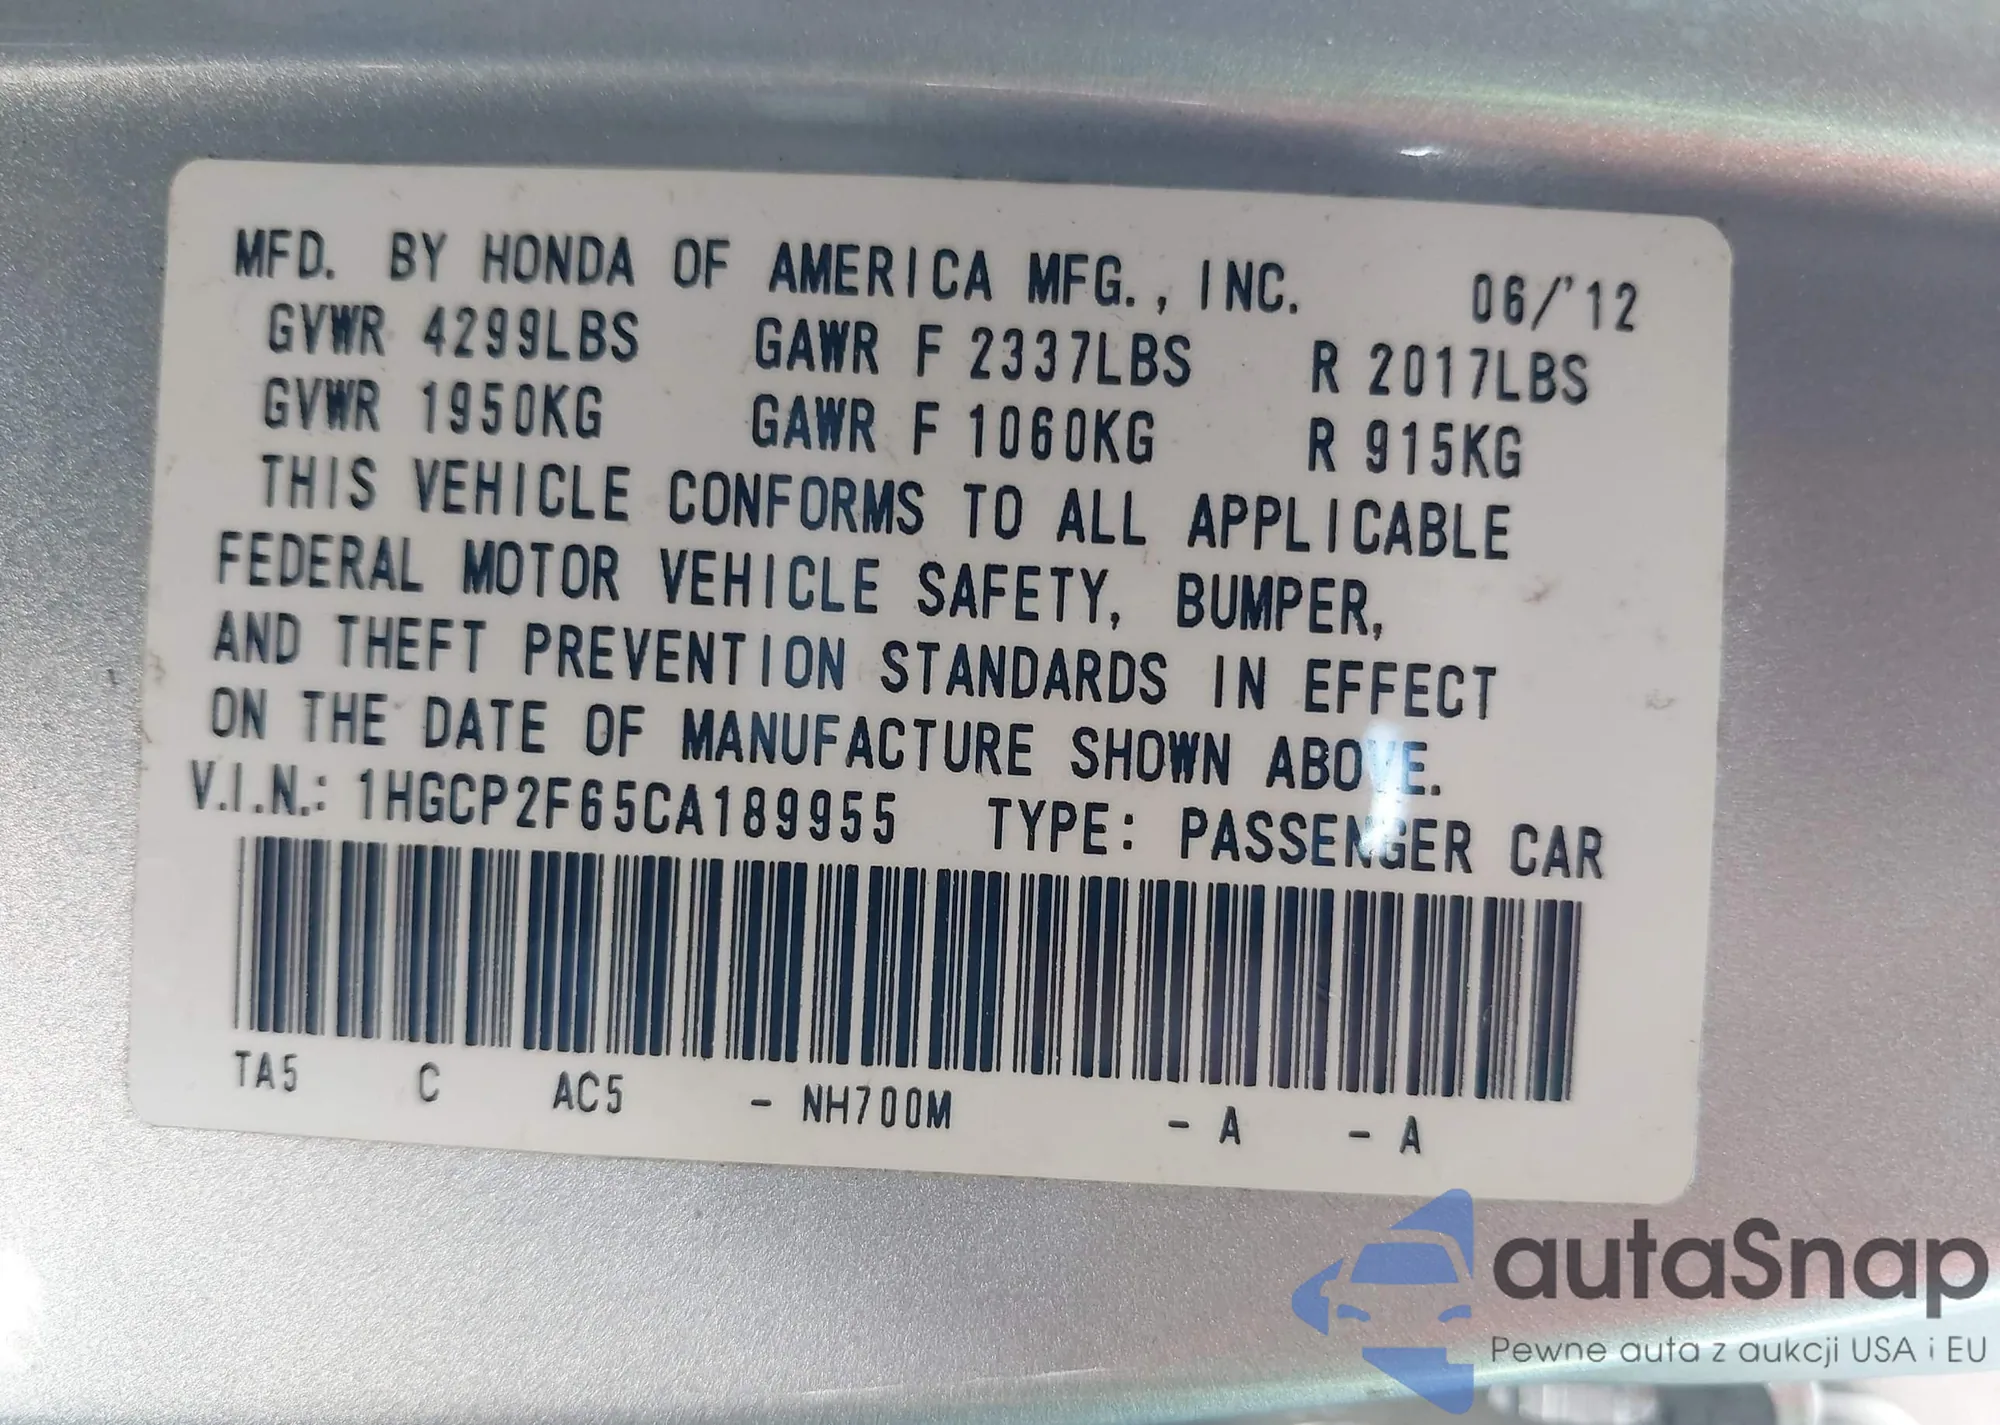 MFD. BY HONDA OF AMERICA MFG., INC. 06/'12
GVWR 4299LBS GAWR F 2337LBS R 2017LBS
GVWR 1950KG GAWR F 1060KG R 915KG
THIS VEHICLE CONFORMS TO ALL APPLICABLE
FEDERAL MOTOR VEHICLE SAFETY, BUMPER,
AND THEFT PREVENTION STANDARDS IN EFFECT
ON THE DATE OF MANUFACTURE SHOWN ABOVE.
V.I.N.: 1HGCP2F65CA189955 TYPE: PASSENGER CAR
TA5 C AC5 - NH700M - A - A
autaSnap
Pewne auta z aukcji USA i EU